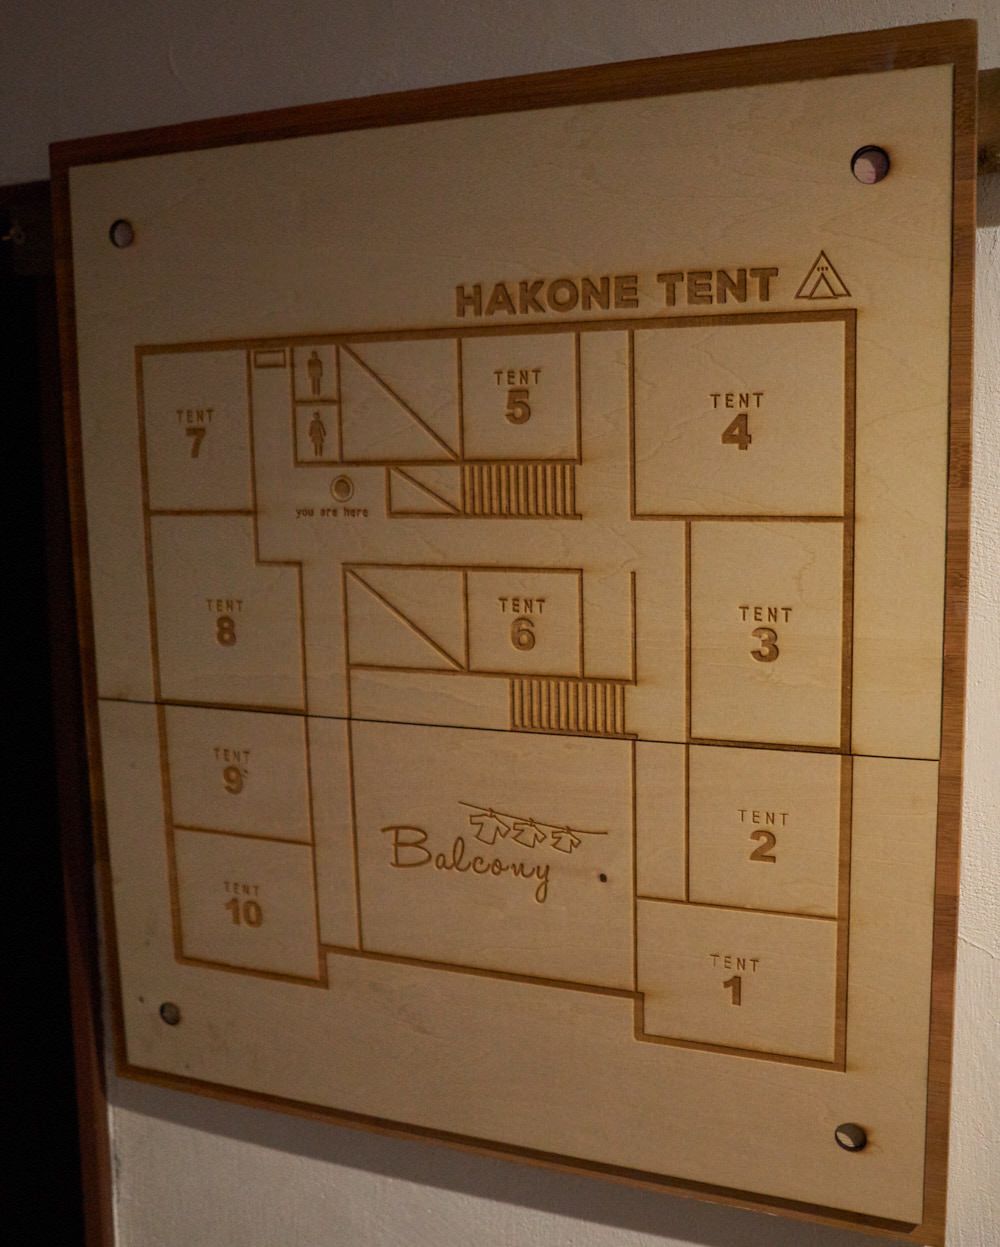 HAKONE TENT
TENT
7
TENT
5
TENT
4
you are here
TENT
8
TENT
6
TENT
3
TENT
9
Balcony
TENT
2
TENT
10
TENT
1